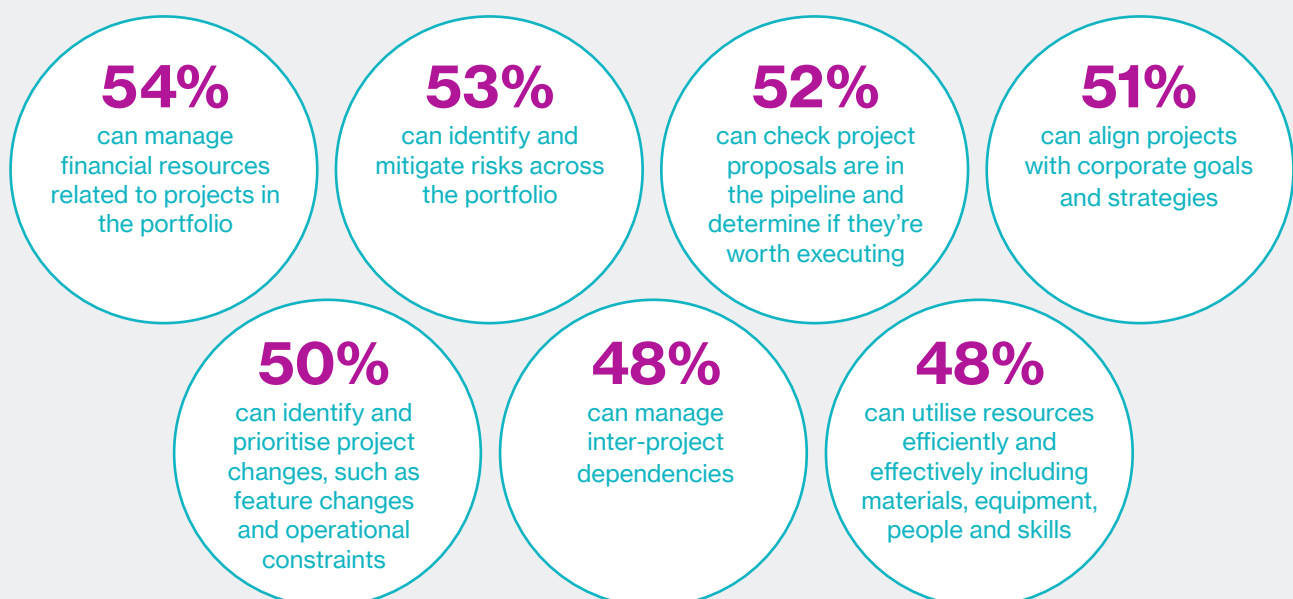 54%
can manage
financial resources
related to projects in
the portfolio
53%
can identify and
mitigate risks across
the portfolio
52%
can check project
proposals are in
the pipeline and
determine if they’re
worth executing
51%
can align projects
with corporate goals
and strategies
50%
can identify and
prioritise project
changes, such as
feature changes
and operational
constraints
48%
can manage
inter-project
dependencies
48%
can utilise resources
efficiently and
effectively including
materials, equipment,
people and skills